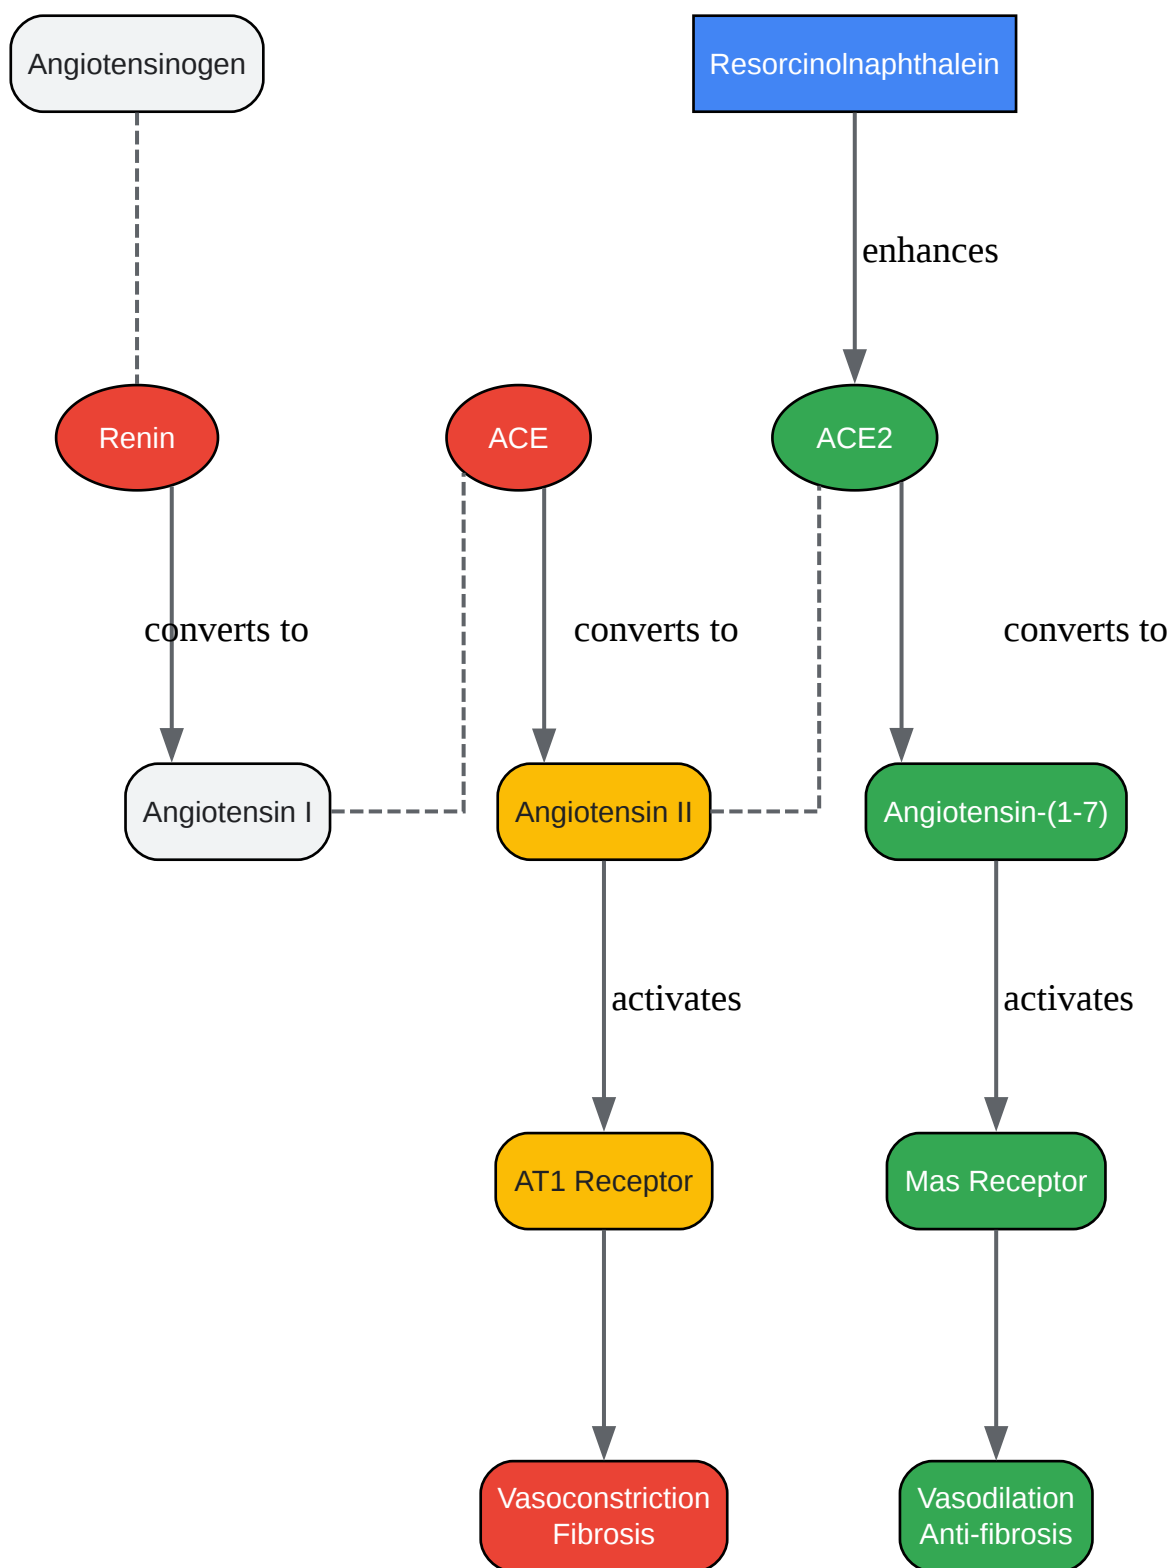 Angiotensinogen
Resorcinolnaphthalein
enhances
Renin
ACE
ACE2
converts to
converts to
converts to
Angiotensin I
Angiotensin II
Angiotensin-(1-7)
activates
activates
AT1 Receptor
Mas Receptor
Vasoconstriction
Fibrosis
Vasodilation
Anti-fibrosis